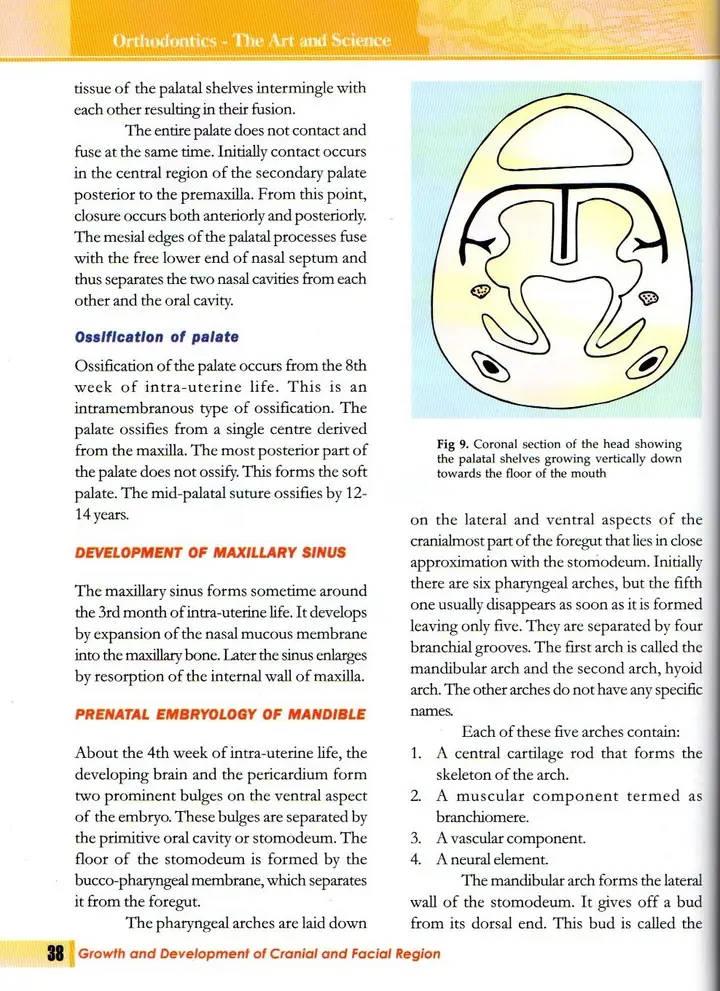 Orthodontics - The Art and Science
tissue of the palatal shelves intermingle with
each other resulting in their fusion.
The entire palate does not contact and
fuse at the same time. Initially contact occurs
in the central region of the secondary palate
posterior to the premaxilla. From this point,
closure occurs both anteriorly and posteriorly.
The mesial edges of the palatal processes fuse
with the free lower end of nasal septum and
thus separates the two nasal cavities from each
other and the oral cavity.
Ossification of palate
Ossification of the palate occurs from the 8th
week of intra-uterine life. This is an
intramembranous type of ossification. The
palate ossifies from a single centre derived
from the maxilla. The most posterior part of
the palate does not ossify. This forms the soft
palate. The mid-palatal suture ossifies by 12-
14 years.
DEVELOPMENT OF MAXILLARY SINUS
The maxillary sinus forms sometime around
the 3rd month of intra-uterine life. It develops
by expansion of the nasal mucous membrane
into the maxillary bone. Later the sinus enlarges
by resorption of the internal wall of maxilla.
PRENATAL EMBRYOLOGY OF MANDIBLE
About the 4th week of intra-uterine life, the
developing brain and the pericardium form
two prominent bulges on the ventral aspect
of the embryo. These bulges are separated by
the primitive oral cavity or stomodeum. The
floor of the stomodeum is formed by the
bucco-pharyngeal membrane, which separates
it from the foregut.
The pharyngeal arches are laid down
Fig 9. Coronal section of the head showing
the palatal shelves growing vertically down
towards the floor of the mouth
on the lateral and ventral aspects of the
cranialmost part of the foregut that lies in close
approximation with the stomodeum. Initially
there are six pharyngeal arches, but the fifth
one usually disappears as soon as it is formed
leaving only five. They are separated by four
branchial grooves. The first arch is called the
mandibular arch and the second arch, hyoid
arch. The other arches do not have any specific
names.
Each of these five arches contain:
1. A central cartilage rod that forms the
skeleton of the arch.
2. A muscular component termed as
branchiomere.
3. A vascular component.
4. A neural element.
The mandibular arch forms the lateral
wall of the stomodeum. It gives off a bud
from its dorsal end. This bud is called the
38 Growth and Development of Cranial and Facial Region